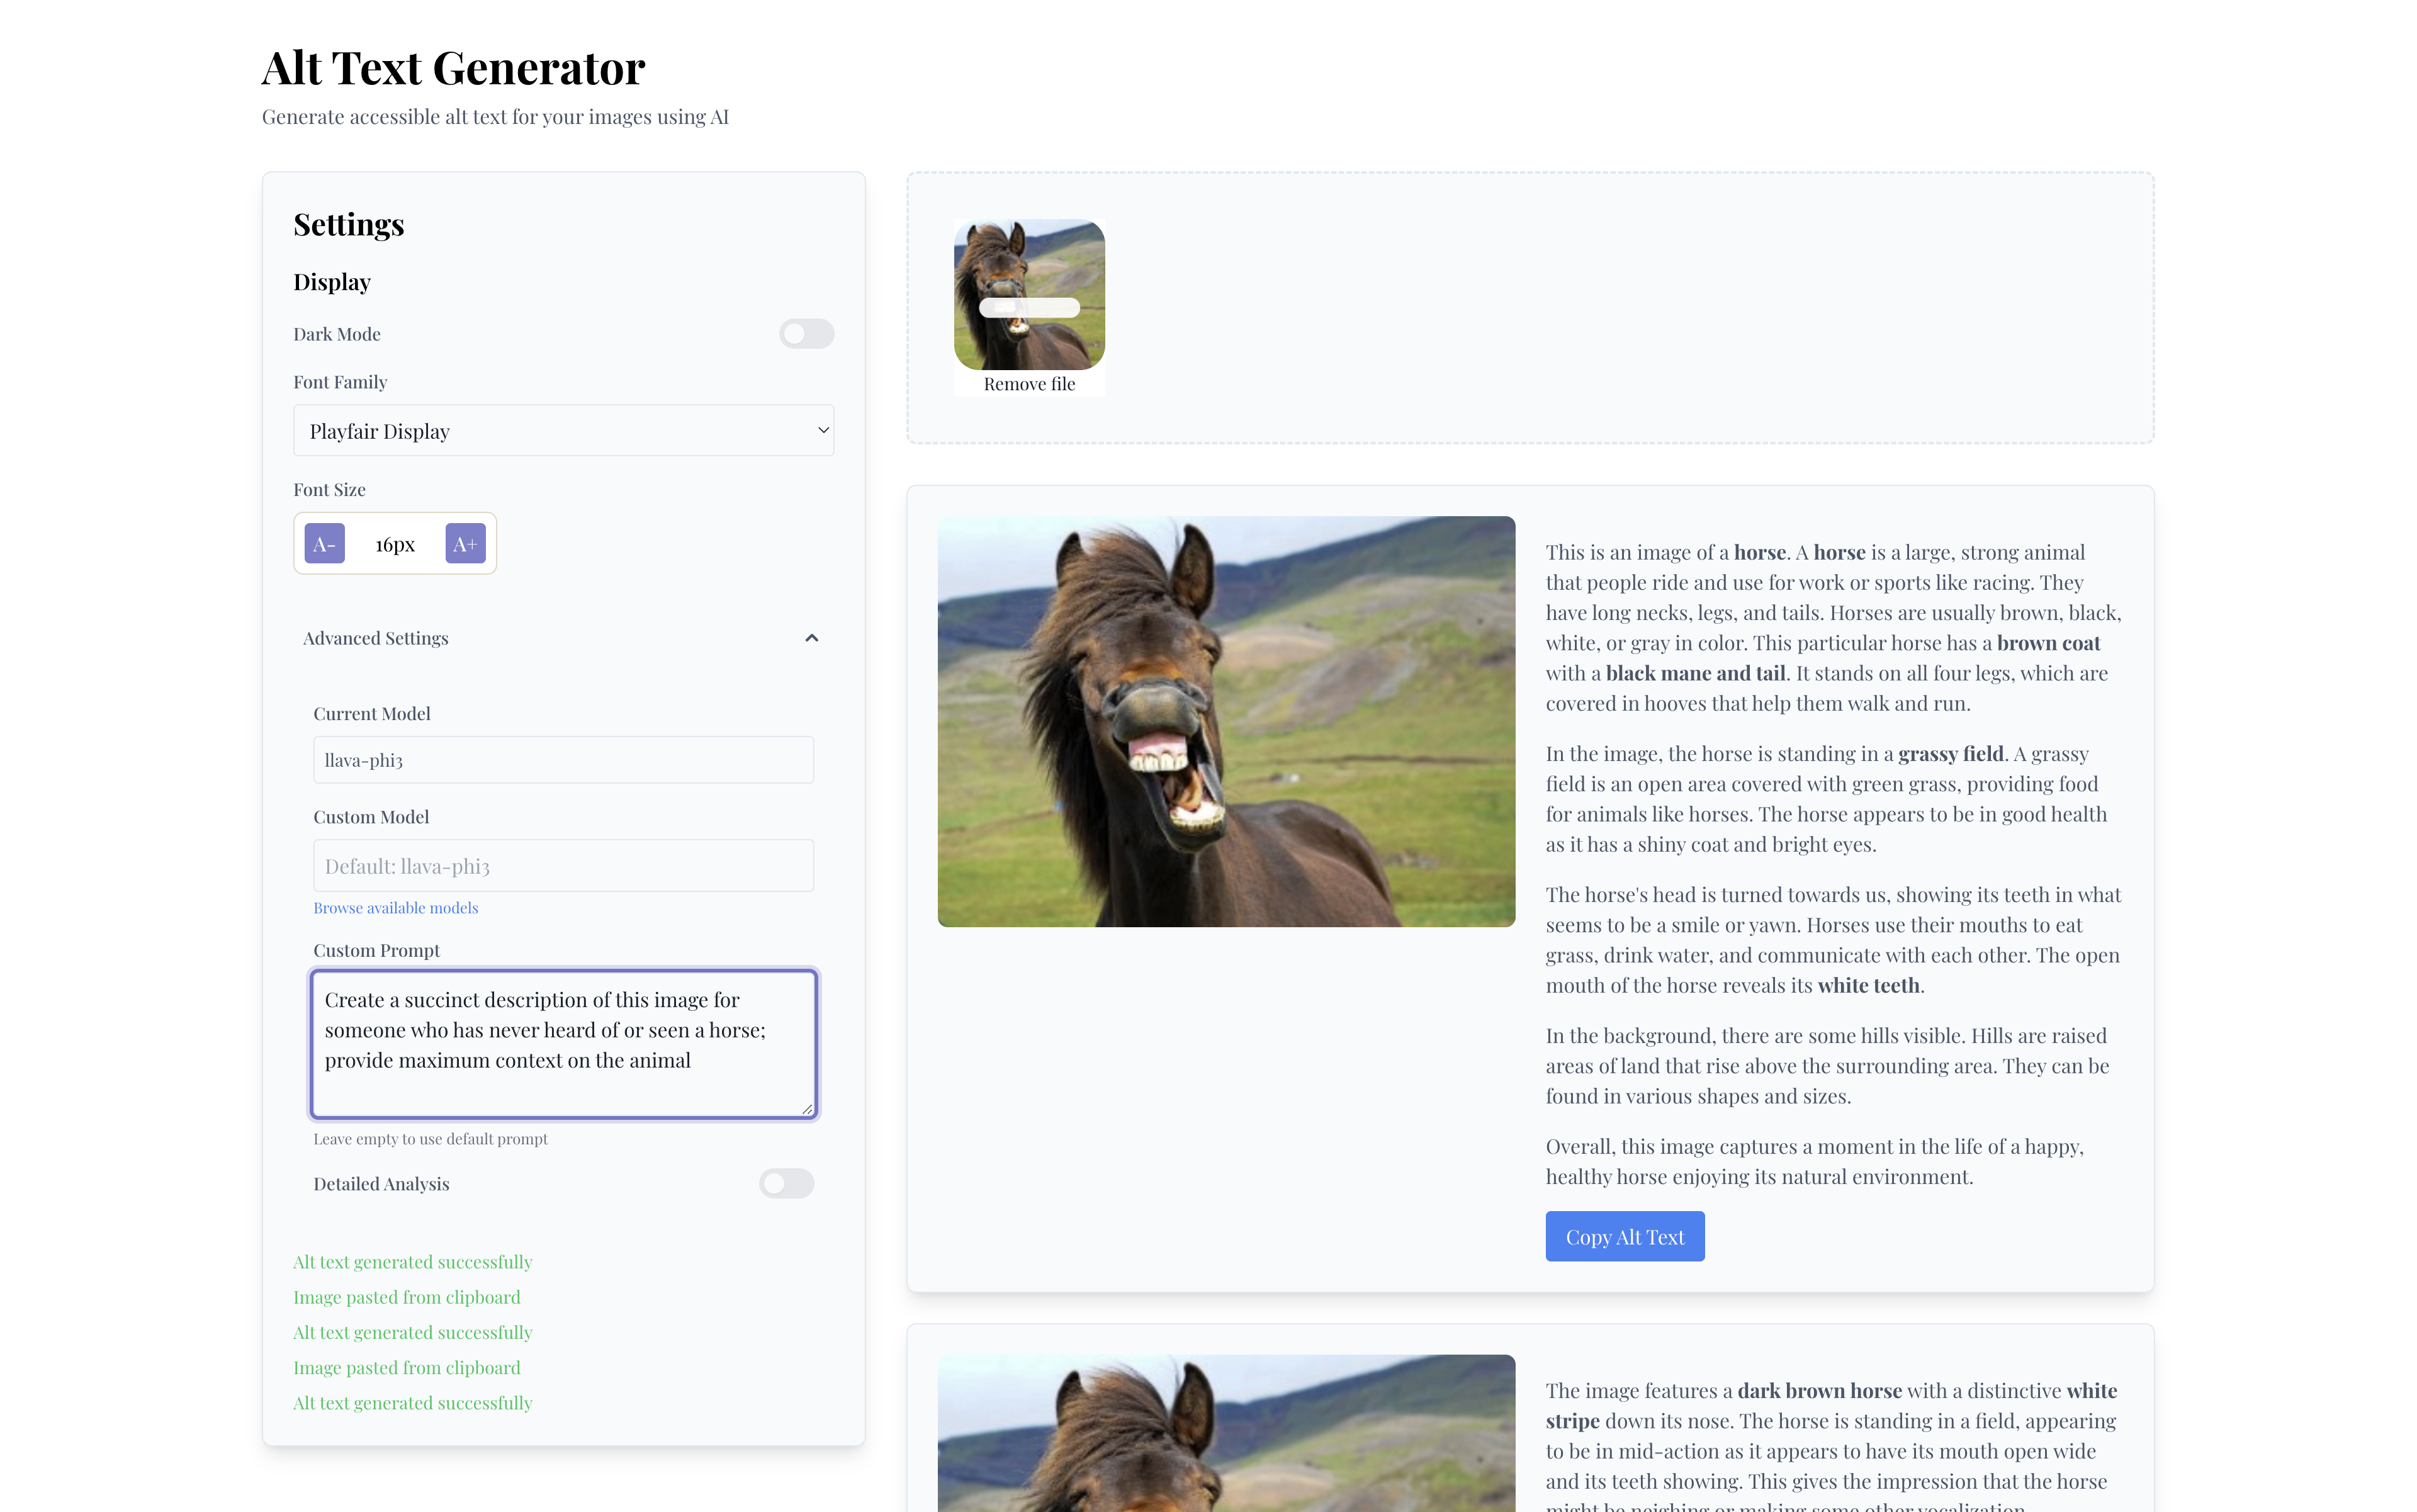 Alt Text Generator
Generate accessible alt text for your images using AI
Settings
Display
Dark Mode
Font Family
Playfair Display
Font Size
A-
16px
A+
Advanced Settings
Current Model
llava-phi3
Custom Model
Default: llava-phi3
Browse available models
Custom Prompt
Create a succinct description of this image for
someone who has never heard of or seen a horse;
provide maximum context on the animal
Leave empty to use default prompt
Detailed Analysis
Alt text generated successfully
Image pasted from clipboard
Alt text generated successfully
Image pasted from clipboard
Alt text generated successfully
Remove file
This is an image of a horse. A horse is a large, strong animal
that people ride and use for work or sports like racing. They
have long necks, legs, and tails. Horses are usually brown, black,
white, or gray in color. This particular horse has a brown coat
with a black mane and tail. It stands on all four legs, which are
covered in hooves that help them walk and run.
In the image, the horse is standing in a grassy field. A grassy
field is an open area covered with green grass, providing food
for animals like horses. The horse appears to be in good health
as it has a shiny coat and bright eyes.
The horse's head is turned towards us, showing its teeth in what
seems to be a smile or yawn. Horses use their mouths to eat
grass, drink water, and communicate with each other. The open
mouth of the horse reveals its white teeth.
In the background, there are some hills visible. Hills are raised
areas of land that rise above the surrounding area. They can be
found in various shapes and sizes.
Overall, this image captures a moment in the life of a happy,
healthy horse enjoying its natural environment.
Copy Alt Text
The image features a dark brown horse with a distinctive white
stripe down its nose. The horse is standing in a field, appearing
to be in mid-action as it appears to have its mouth open wide
and its teeth showing. This gives the impression that the horse
might be neighing or making some other vocalization.